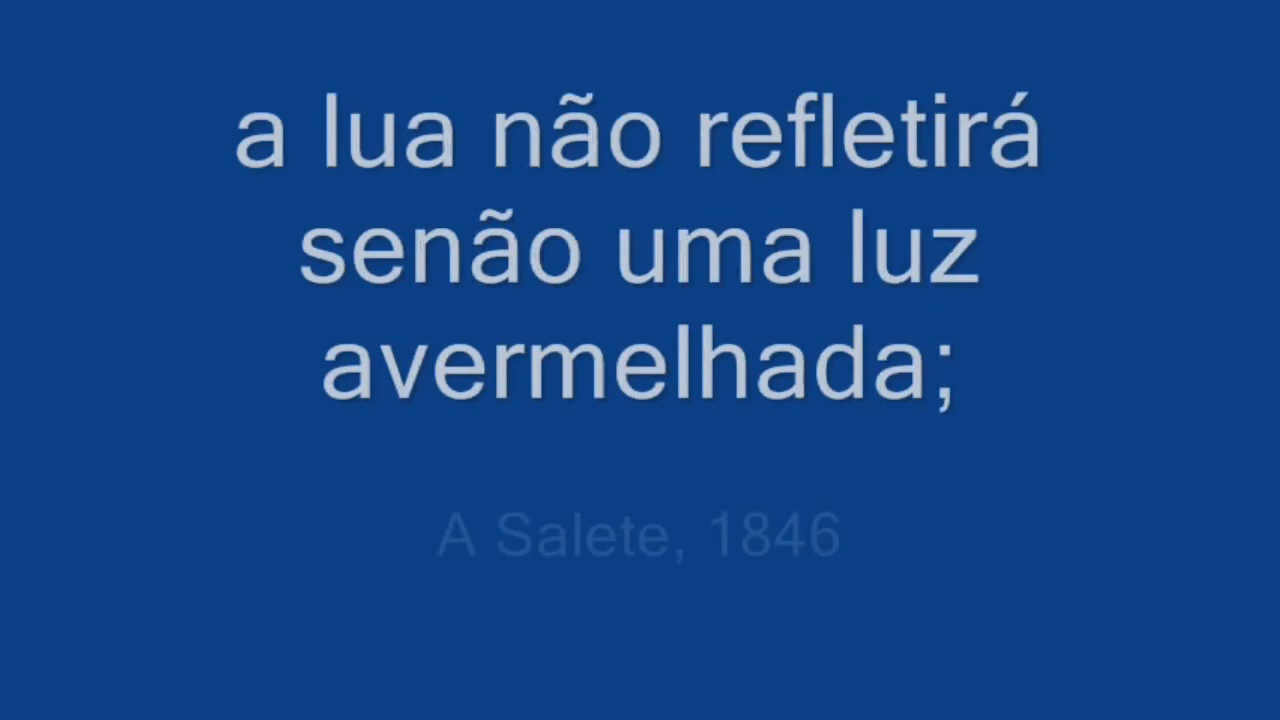 a lua não refletirá
senão uma luz
avermelhada;
A Salete, 1846